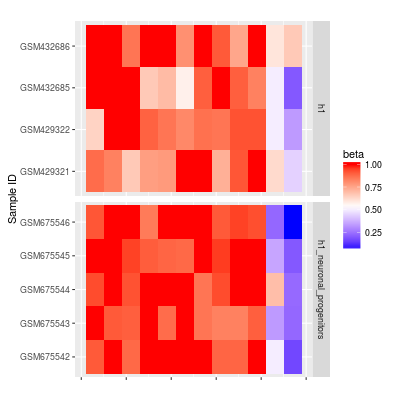 GSM432686
GSM432685
GSM429322
GSM429321
h1
GSM675546
GSM675545
GSM675544
GSM675543
GSM675542
h1_neuronal_progenitors
Sample ID
beta
1.00
0.75
0.50
0.25